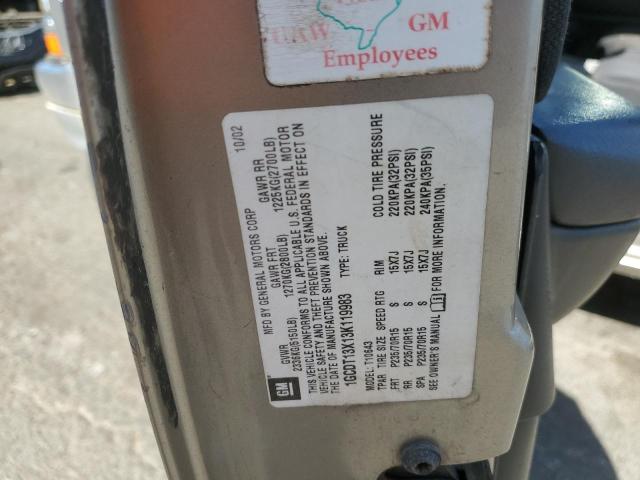 UAW GM
Employees
GM
MFD BY GENERAL MOTORS CORP 10/02
GVWR GAWR FRT GAWR RR
2336KG(5150LB) 1270KG(2800LB) 1225KG(2700LB)
THIS VEHICLE CONFORMS TO ALL APPLICABLE U.S. FEDERAL MOTOR
VEHICLE SAFETY AND THEFT PREVENTION STANDARDS IN EFFECT ON
THE DATE OF MANUFACTURE SHOWN ABOVE.
1GCDT13X13K119983 TYPE: TRUCK
MODEL: T10643
TPAR TIRE SIZE SPEED RTG RIM COLD TIRE PRESSURE
FRT P235/70R15 S 15X7J 220KPA(32PSI)
RR P235/70R15 S 15X7J 220KPA(32PSI)
SPA P235/70R15 S 15X7J 240KPA(35PSI)
SEE OWNER'S MANUAL FOR MORE INFORMATION.